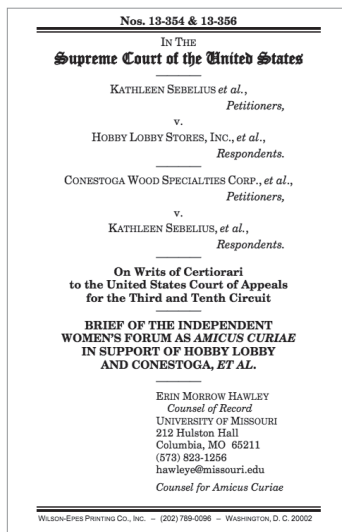 Nos. 13-354 & 13-356
IN THE
Supreme Court of the United States
KATHLEEN SEBELIUS et al.,
Petitioners,
v.
HOBBY LOBBY STORES, INC., et al.,
Respondents.
CONESTOGA WOOD SPECIALTIES CORP., et al.,
Petitioners,
v.
KATHLEEN SEBELIUS, et al.,
Respondents.
On Writs of Certiorari
to the United States Court of Appeals
for the Third and Tenth Circuit
BRIEF OF THE INDEPENDENT
WOMEN'S FORUM AS AMICUS CURIAE
IN SUPPORT OF HOBBY LOBBY
AND CONESTOGA, ET AL.
ERIN MORROW HAWLEY
Counsel of Record
UNIVERSITY OF MISSOURI
212 Hulston Hall
Columbia, MO 65211
(573) 823-1256
hawleye@missouri.edu
Counsel for Amicus Curiae
WILSON-EPES PRINTING CO., INC. – (202) 789-0096 – WASHINGTON, D. C. 20002